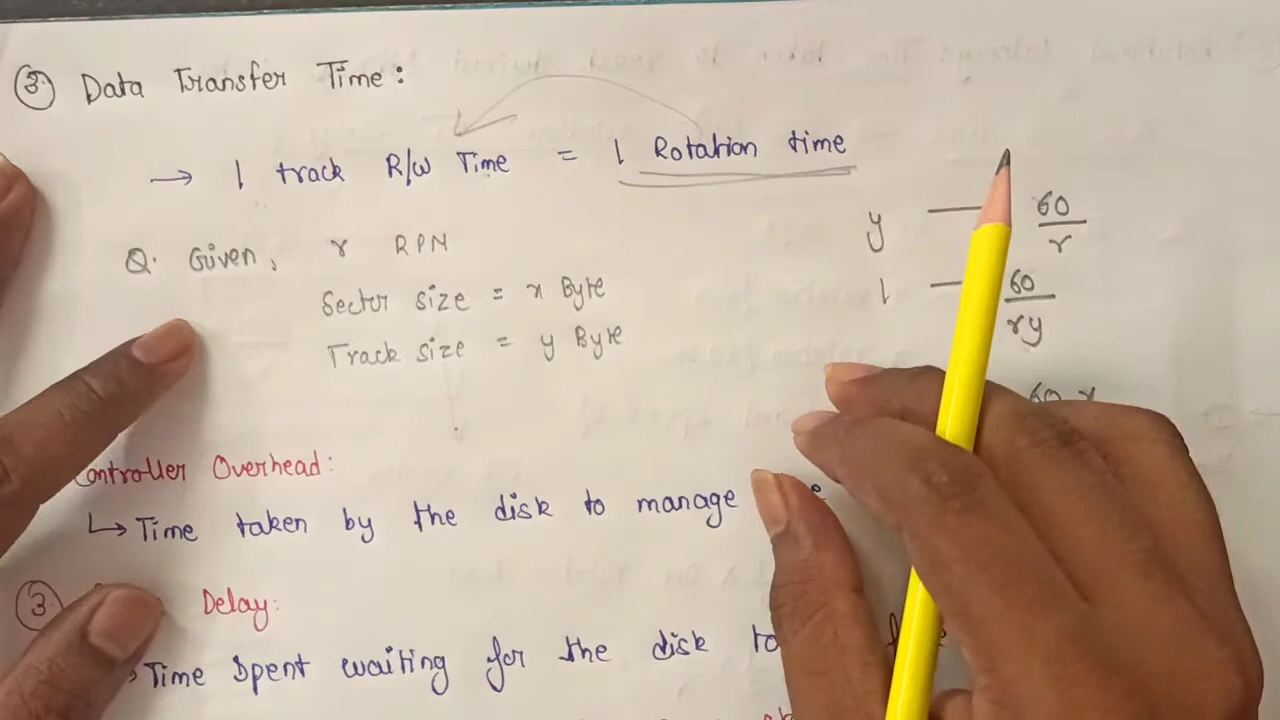 ③ Data Transfer Time:
→ 1 track R/W Time = 1 Rotation time
Q. Given, r RPM
Sector size = x Byte
Track size = y Byte
y — 60/r
1 — 60/ry
60 x
Controller Overhead:
↳ Time taken by the disk to manage
③ Delay:
Time Spent waiting for the disk to